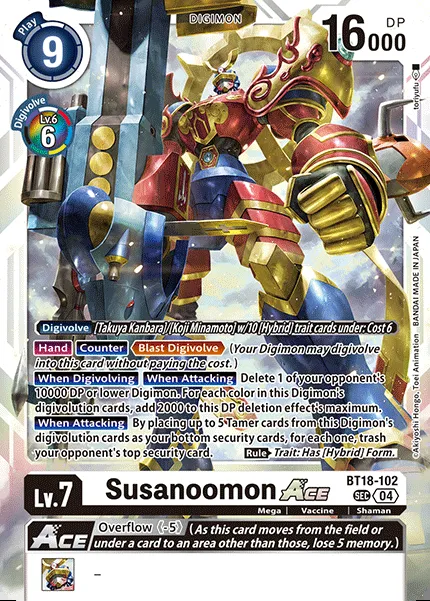 Play
9
DIGIMON
16000 DP
Digivolve
Lv.6
6
toriyufu
Digivolve [Takuya Kanbara]/[Koji Minamoto] w/10 [Hybrid] trait cards under: Cost 6
Hand Counter Blast Digivolve (Your Digimon may digivolve
into this card without paying the cost.)
When Digivolving When Attacking Delete 1 of your opponent's
10000 DP or lower Digimon. For each color in this Digimon's
digivolution cards, add 2000 to this DP deletion effect's maximum.
When Attacking By placing up to 5 Tamer cards from this Digimon's
digivolution cards as your bottom security cards, for each one, trash
your opponent's top security card. Rule Trait: Has [Hybrid] Form.
©Akiyoshi Hongo, Toei Animation BANDAI MADE IN JAPAN
Lv.7
Susanoomon ACE
BT18-102
SEC 04
Mega | Vaccine | Shaman
ACE Overflow《-5》 (As this card moves from the field or
under a card to an area other than those, lose 5 memory.)
–